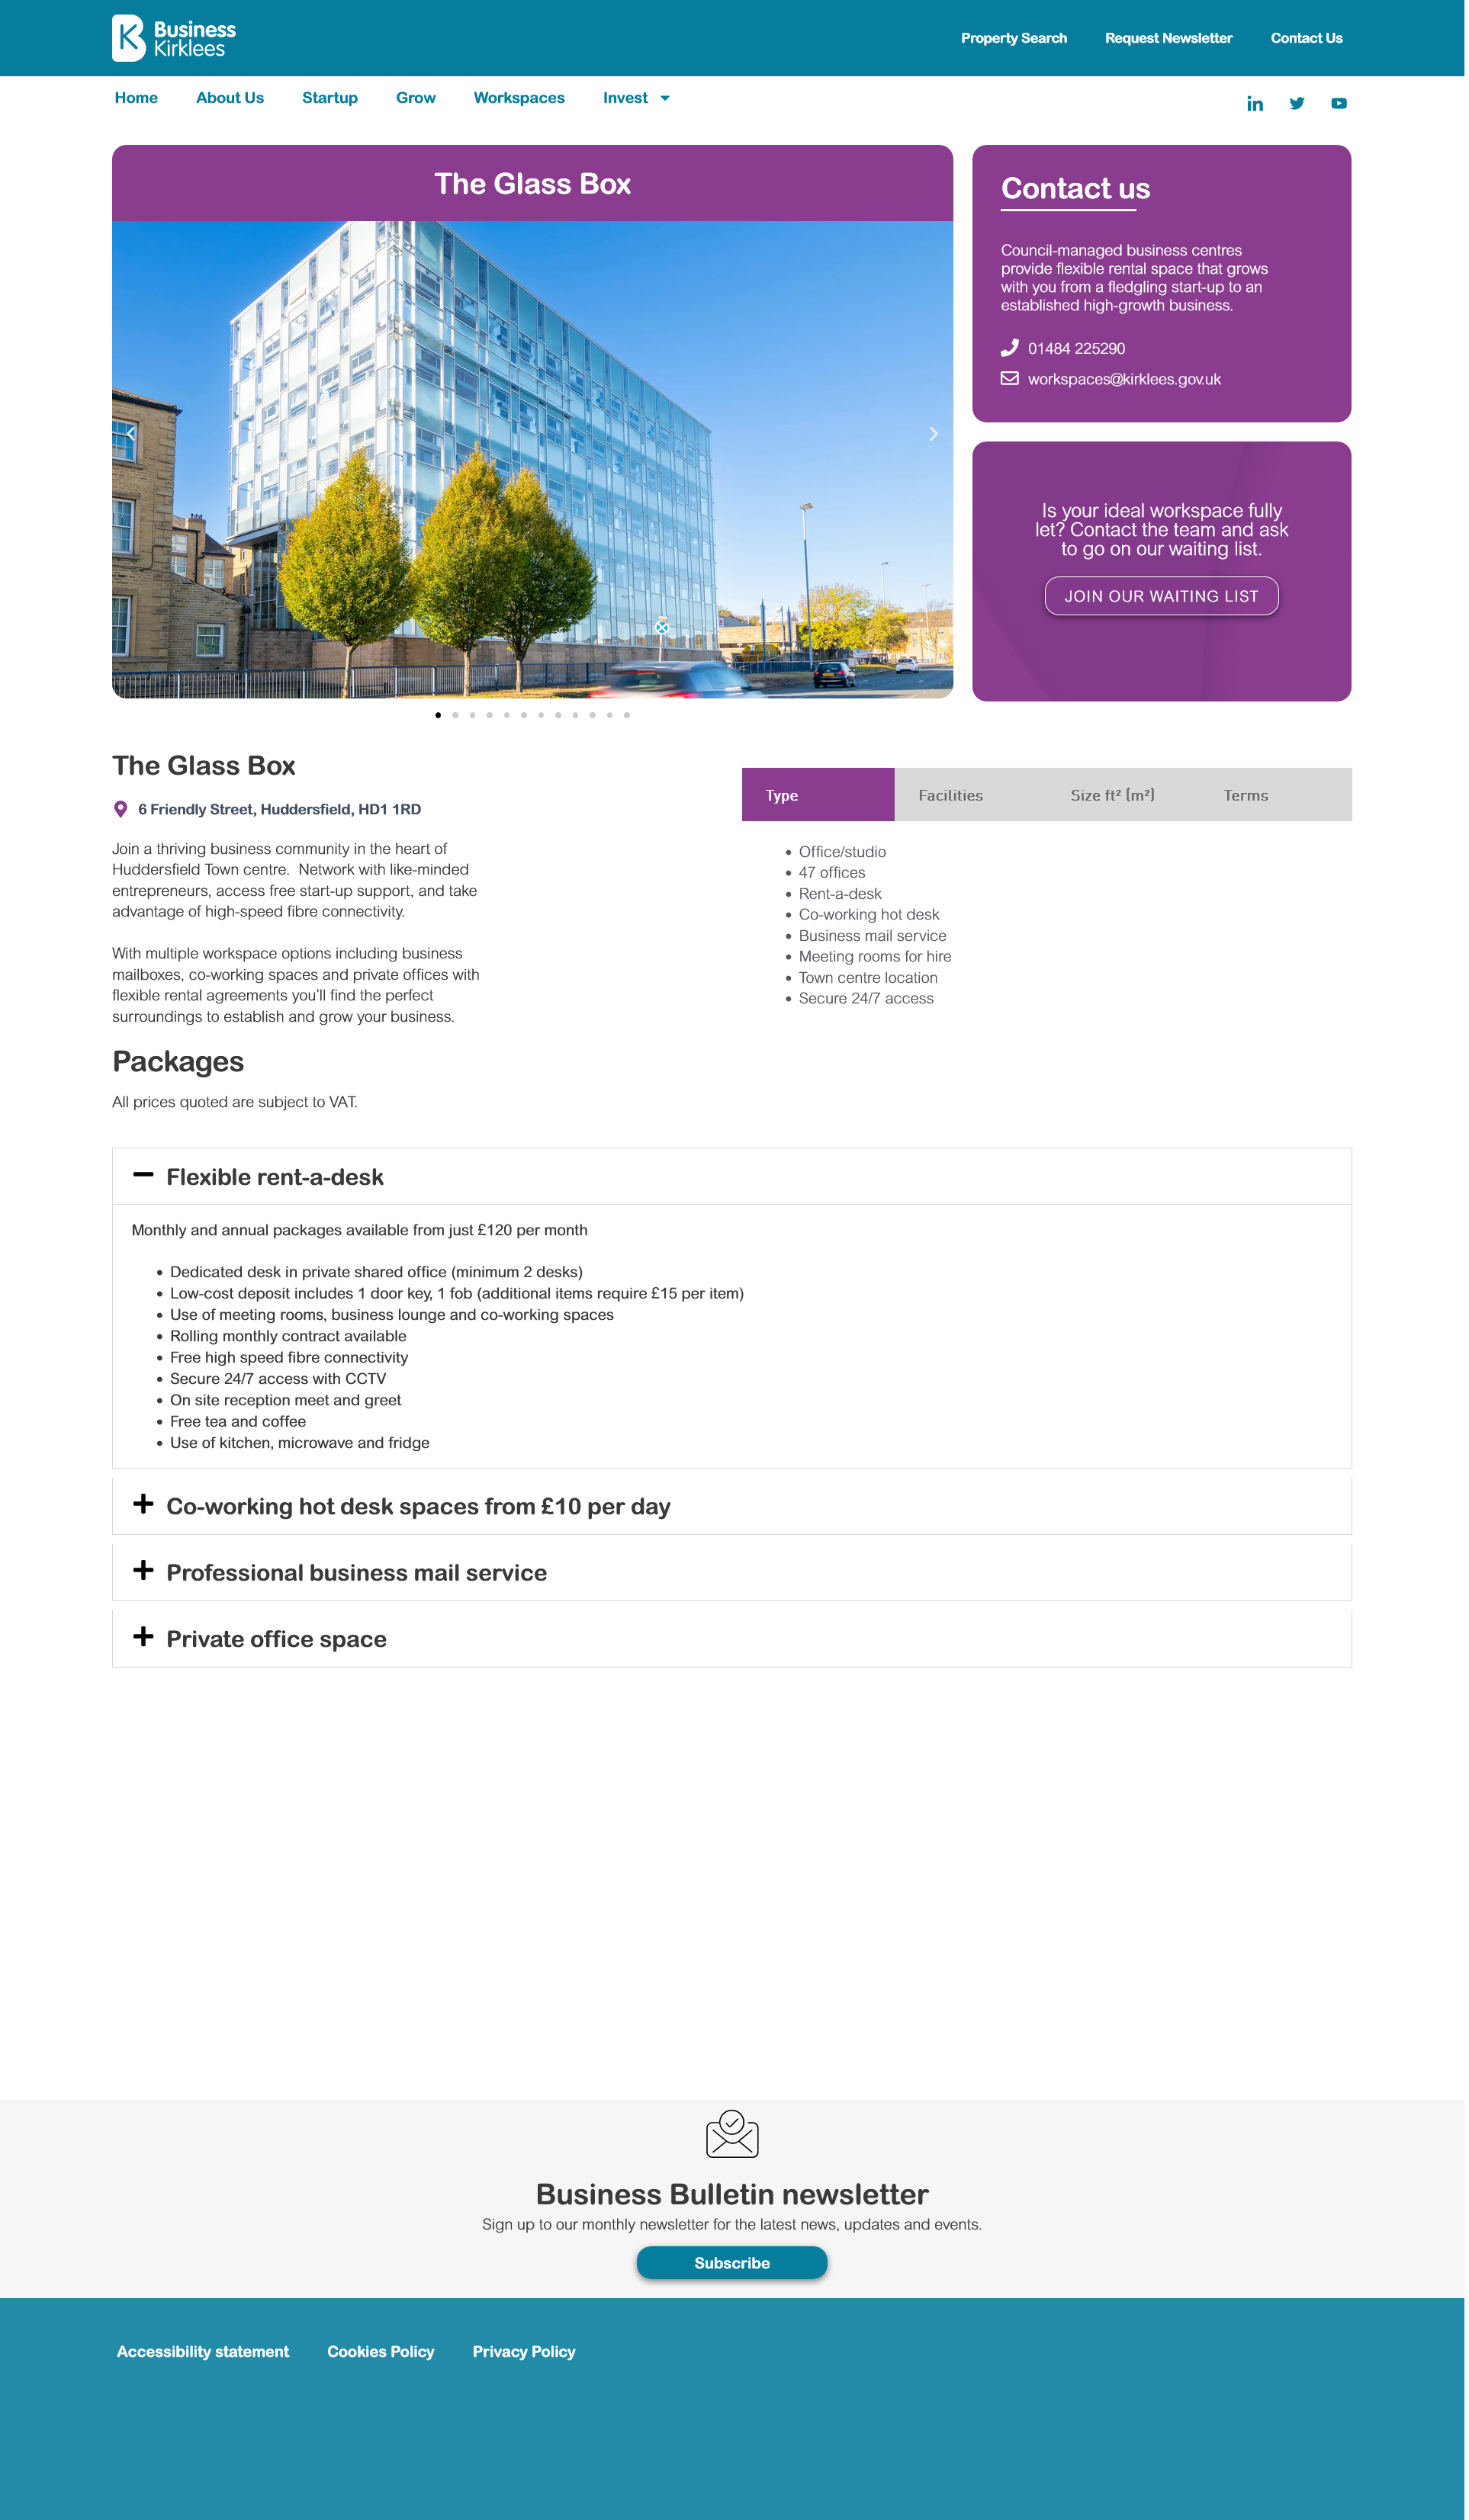 Business
Kirklees
Property Search
Request Newsletter
Contact Us
Home
About Us
Startup
Grow
Workspaces
Invest
The Glass Box
Contact us
Council-managed business centres
provide flexible rental space that grows
with you from a fledgling start-up to an
established high-growth business.
01484 225290
workspaces@kirklees.gov.uk
Is your ideal workspace fully
let? Contact the team and ask
to go on our waiting list.
JOIN OUR WAITING LIST
The Glass Box
6 Friendly Street, Huddersfield, HD1 1RD
Join a thriving business community in the heart of
Huddersfield Town centre.  Network with like-minded
entrepreneurs, access free start-up support, and take
advantage of high-speed fibre connectivity.
With multiple workspace options including business
mailboxes, co-working spaces and private offices with
flexible rental agreements you'll find the perfect
surroundings to establish and grow your business.
Type
Facilities
Size ft² (m²)
Terms
Office/studio
47 offices
Rent-a-desk
Co-working hot desk
Business mail service
Meeting rooms for hire
Town centre location
Secure 24/7 access
Packages
All prices quoted are subject to VAT.
Flexible rent-a-desk
Monthly and annual packages available from just £120 per month
Dedicated desk in private shared office (minimum 2 desks)
Low-cost deposit includes 1 door key, 1 fob (additional items require £15 per item)
Use of meeting rooms, business lounge and co-working spaces
Rolling monthly contract available
Free high speed fibre connectivity
Secure 24/7 access with CCTV
On site reception meet and greet
Free tea and coffee
Use of kitchen, microwave and fridge
Co-working hot desk spaces from £10 per day
Professional business mail service
Private office space
Business Bulletin newsletter
Sign up to our monthly newsletter for the latest news, updates and events.
Subscribe
Accessibility statement
Cookies Policy
Privacy Policy